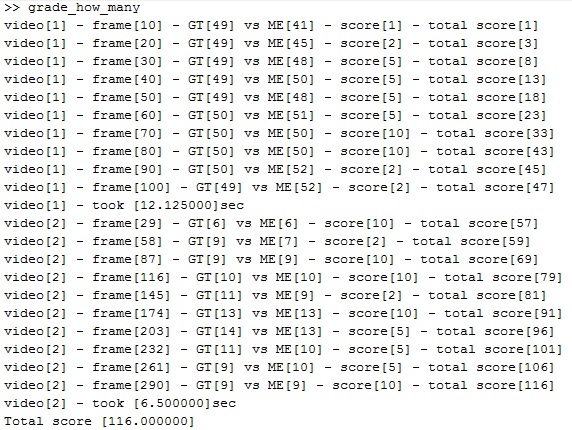 >> grade_how_many
video[1] - frame[10] - GT[49] vs ME[41] - score[1] - total score[1]
video[1] - frame[20] - GT[49] vs ME[45] - score[2] - total score[3]
video[1] - frame[30] - GT[49] vs ME[48] - score[5] - total score[8]
video[1] - frame[40] - GT[49] vs ME[50] - score[5] - total score[13]
video[1] - frame[50] - GT[49] vs ME[48] - score[5] - total score[18]
video[1] - frame[60] - GT[50] vs ME[51] - score[5] - total score[23]
video[1] - frame[70] - GT[50] vs ME[50] - score[10] - total score[33]
video[1] - frame[80] - GT[50] vs ME[50] - score[10] - total score[43]
video[1] - frame[90] - GT[50] vs ME[52] - score[2] - total score[45]
video[1] - frame[100] - GT[49] vs ME[52] - score[2] - total score[47]
video[1] - took [12.125000]sec
video[2] - frame[29] - GT[6] vs ME[6] - score[10] - total score[57]
video[2] - frame[58] - GT[9] vs ME[7] - score[2] - total score[59]
video[2] - frame[87] - GT[9] vs ME[9] - score[10] - total score[69]
video[2] - frame[116] - GT[10] vs ME[10] - score[10] - total score[79]
video[2] - frame[145] - GT[11] vs ME[9] - score[2] - total score[81]
video[2] - frame[174] - GT[13] vs ME[13] - score[10] - total score[91]
video[2] - frame[203] - GT[14] vs ME[13] - score[5] - total score[96]
video[2] - frame[232] - GT[11] vs ME[10] - score[5] - total score[101]
video[2] - frame[261] - GT[9] vs ME[10] - score[5] - total score[106]
video[2] - frame[290] - GT[9] vs ME[9] - score[10] - total score[116]
video[2] - took [6.500000]sec
Total score [116.000000]